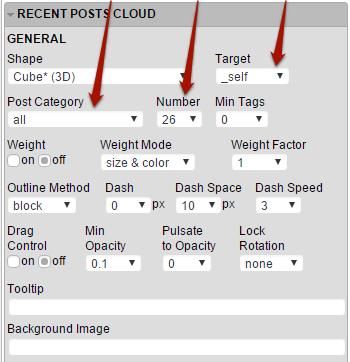 RECENT POSTS CLOUD
GENERAL
Shape Target
Cube* (3D) _self
Post Category Number Min Tags
all 26 0
Weight Weight Mode Weight Factor
on off size & color 1
Outline Method Dash Dash Space Dash Speed
block 0 px 10 px 3
Drag Min Pulsate Lock
Control Opacity to Opacity Rotation
on off 0.1 0 none
Tooltip
Background Image